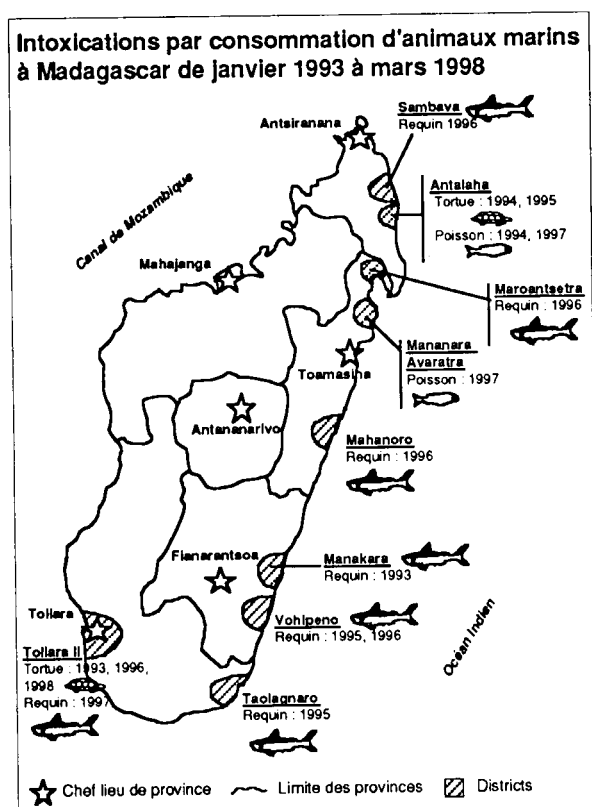 Intoxications par consommation d'animaux marins
à Madagascar de janvier 1993 à mars 1998
Sambava
Requin 1996
Antsiranana
Antalaha
Tortue : 1994, 1995
Poisson : 1994, 1997
Canal de Mozambique
Mahajanga
Maroantsetra
Requin : 1996
Mananara
Avaratra
Poisson : 1997
Toamasina
Antananarivo
Mahanoro
Requin : 1996
Fianarantsoa
Manakara
Requin : 1993
Toliara
Vohipeno
Requin : 1995, 1996
Océan Indien
Toliara II
Tortue : 1993, 1996,
1998
Requin : 1997
Taolagnaro
Requin : 1995
Chef lieu de province
Limite des provinces
Districts